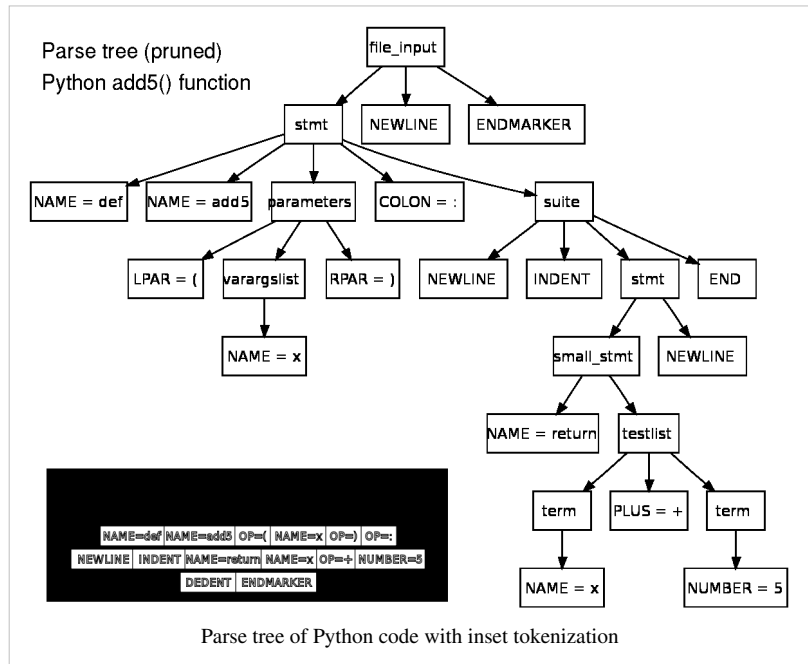 Parse tree (pruned)
Python add5() function
file_input
stmt NEWLINE ENDMARKER
NAME = def NAME = add5 parameters COLON = : suite
LPAR = ( varargslist RPAR = ) NEWLINE INDENT stmt END
NAME = x small_stmt NEWLINE
NAME = return testlist
term PLUS = + term
NAME = x NUMBER = 5
NAME=def NAME=add5 OP=( NAME=x OP=) OP=:
NEWLINE INDENT NAME=return NAME=x OP=+ NUMBER=5
DEDENT ENDMARKER
Parse tree of Python code with inset tokenization